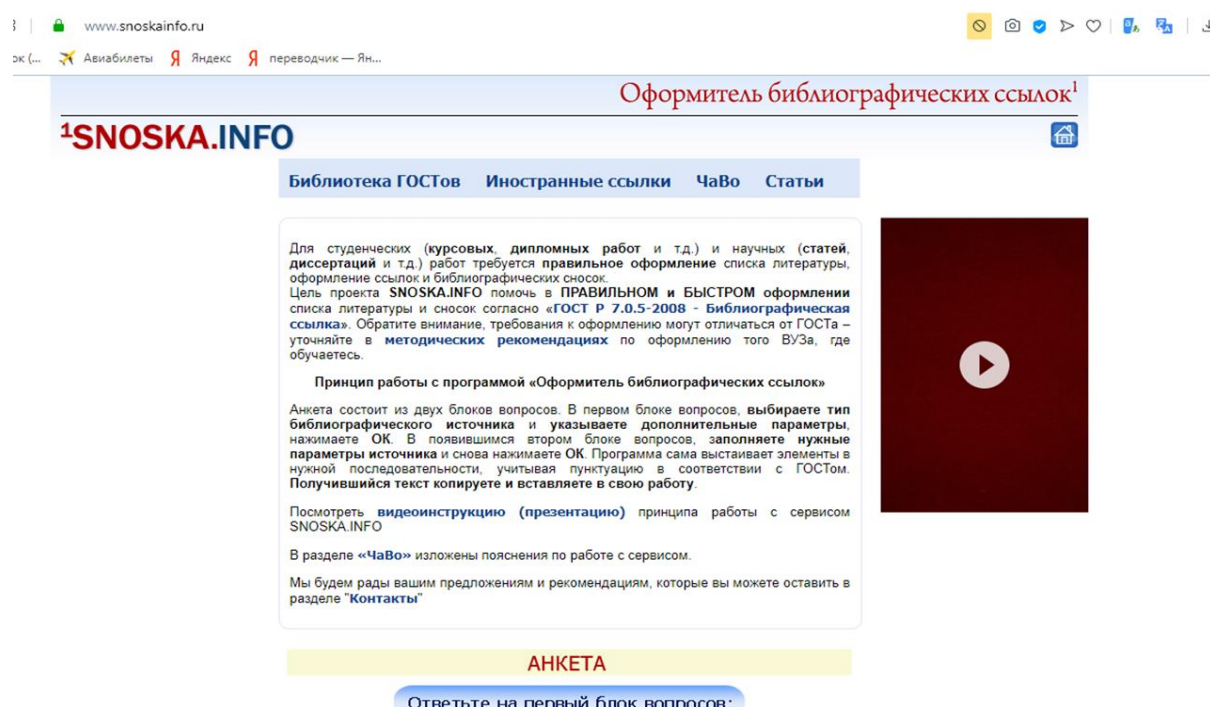 www.snoskainfo.ru
ок (... Авиабилеты Я Яндекс Я переводчик — Ян...
Оформитель библиографических ссылок¹
¹SNOSKA.INFO
Библиотека ГОСТов Иностранные ссылки ЧаВо Статьи
Для студенческих (курсовых, дипломных работ и т.д.) и научных (статей,
диссертаций и т.д.) работ требуется правильное оформление списка литературы,
оформление ссылок и библиографических сносок.
Цель проекта SNOSKA.INFO помочь в ПРАВИЛЬНОМ и БЫСТРОМ оформлении
списка литературы и сносок согласно «ГОСТ Р 7.0.5-2008 - Библиографическая
ссылка». Обратите внимание, требования к оформлению могут отличаться от ГОСТа –
уточняйте в методических рекомендациях по оформлению того ВУЗа, где
обучаетесь.
Принцип работы с программой «Оформитель библиографических ссылок»
Анкета состоит из двух блоков вопросов. В первом блоке вопросов, выбираете тип
библиографического источника и указываете дополнительные параметры,
нажимаете ОК. В появившимся втором блоке вопросов, заполняете нужные
параметры источника и снова нажимаете ОК. Программа сама выстаивает элементы в
нужной последовательности, учитывая пунктуацию в соответствии с ГОСТом.
Получившийся текст копируете и вставляете в свою работу.
Посмотреть видеоинструкцию (презентацию) принципа работы с сервисом
SNOSKA.INFO
В разделе «ЧаВо» изложены пояснения по работе с сервисом.
Мы будем рады вашим предложениям и рекомендациям, которые вы можете оставить в
разделе "Контакты"
АНКЕТА
Ответьте на первый блок вопросов: